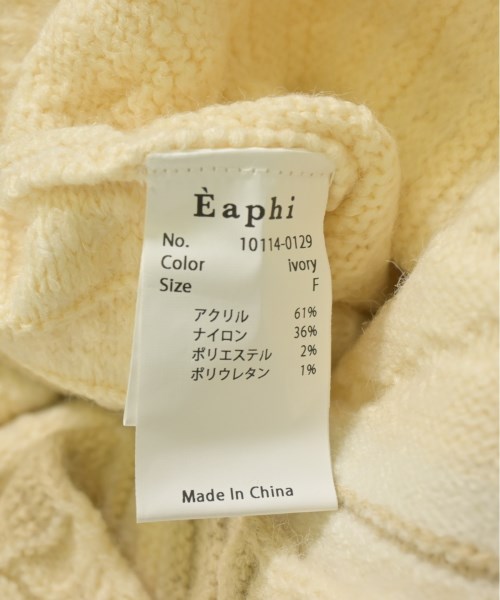 Èaphi
No. 10114-0129
Color ivory
Size F
アクリル 61%
ナイロン 36%
ポリエステル 2%
ポリウレタン 1%
Made In China